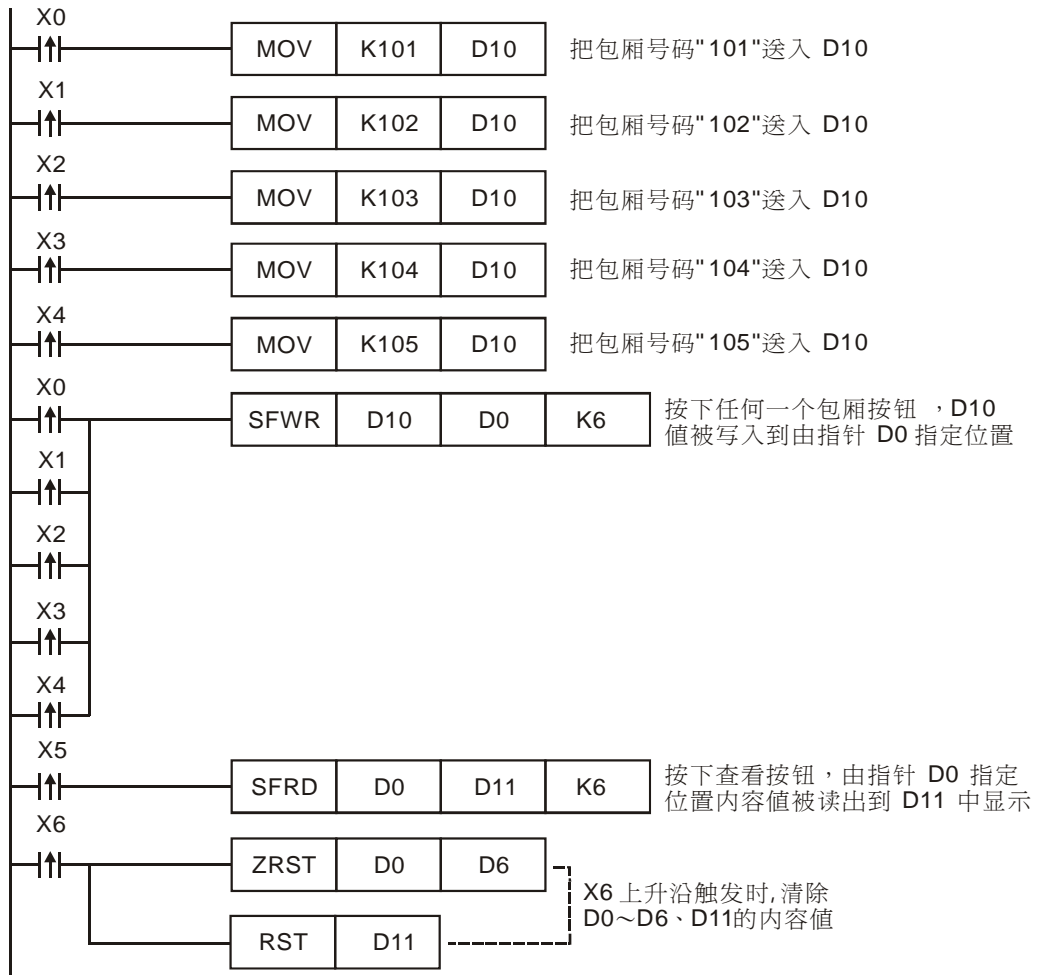 X0
MOV K101 D10 把包厢号码"101"送入 D10
X1
MOV K102 D10 把包厢号码"102"送入 D10
X2
MOV K103 D10 把包厢号码"103"送入 D10
X3
MOV K104 D10 把包厢号码"104"送入 D10
X4
MOV K105 D10 把包厢号码"105"送入 D10
X0
SFWR D10 D0 K6
按下任何一个包厢按钮 ,D10
値被写入到由指针 D0 指定位置
X1
X2
X3
X4
X5
SFRD D0 D11 K6
按下查看按钮,由指针 D0 指定
位置内容値被读出到 D11 中显示
X6
ZRST D0 D6
X6 上升沿触发时,清除
D0～D6、D11的内容値
RST D11